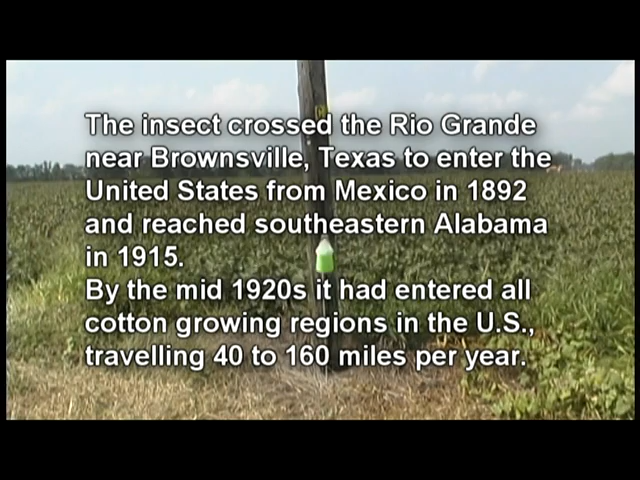 The insect crossed the Rio Grande
near Brownsville, Texas to enter the
United States from Mexico in 1892
and reached southeastern Alabama
in 1915.
By the mid 1920s it had entered all
cotton growing regions in the U.S.,
travelling 40 to 160 miles per year.